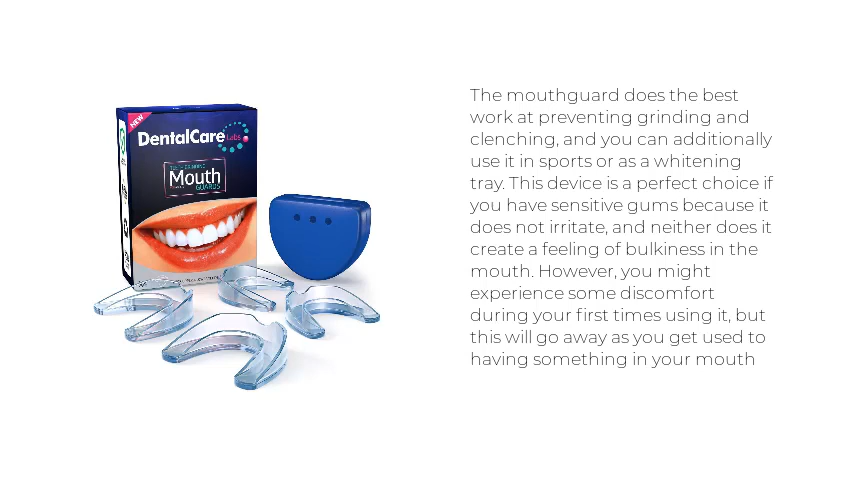 NEW
DentalCare
Labs
TEETH GRINDING
Mouth
GUARDS
The mouthguard does the best
work at preventing grinding and
clenching, and you can additionally
use it in sports or as a whitening
tray. This device is a perfect choice if
you have sensitive gums because it
does not irritate, and neither does it
create a feeling of bulkiness in the
mouth. However, you might
experience some discomfort
during your first times using it, but
this will go away as you get used to
having something in your mouth